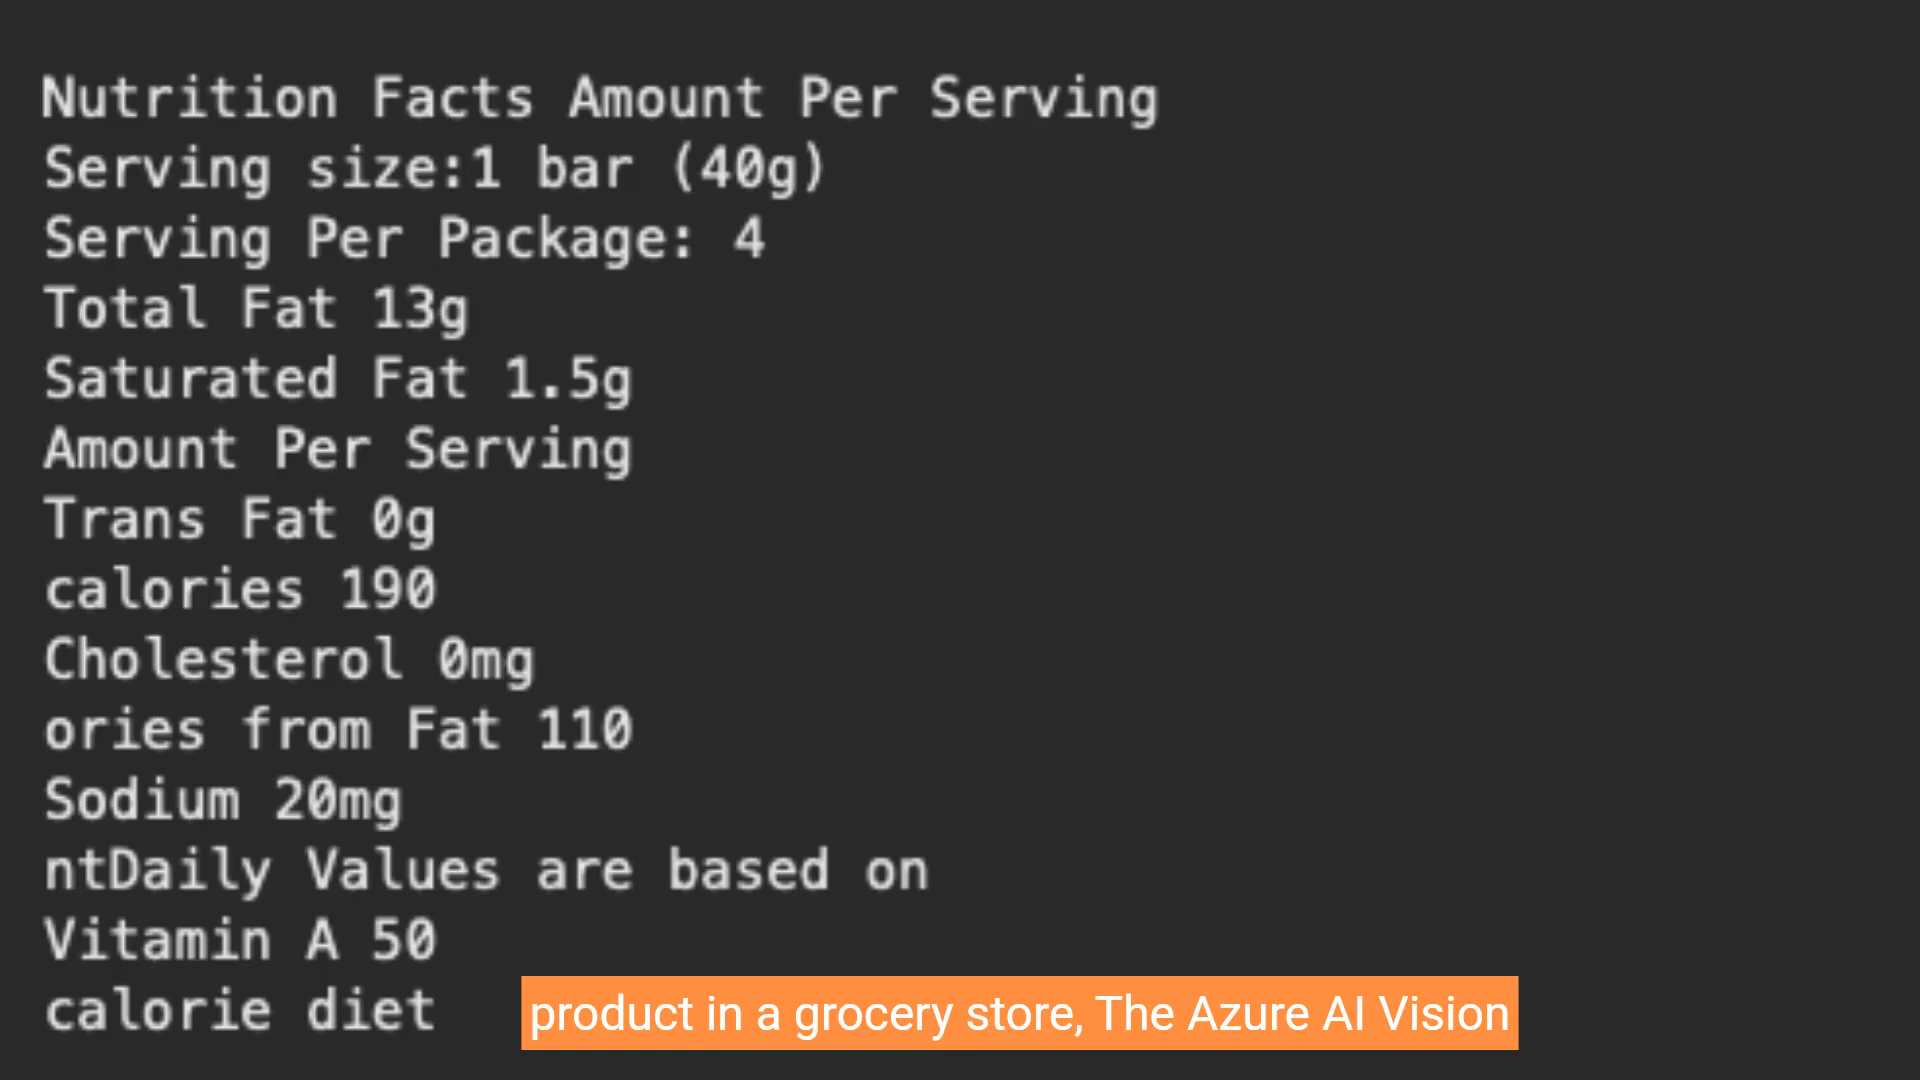 Nutrition Facts Amount Per Serving
Serving size:1 bar (40g)
Serving Per Package: 4
Total Fat 13g
Saturated Fat 1.5g
Amount Per Serving
Trans Fat 0g
calories 190
Cholesterol 0mg
ories from Fat 110
Sodium 20mg
ntDaily Values are based on
Vitamin A 50
calorie diet
product in a grocery store, The Azure AI Vision